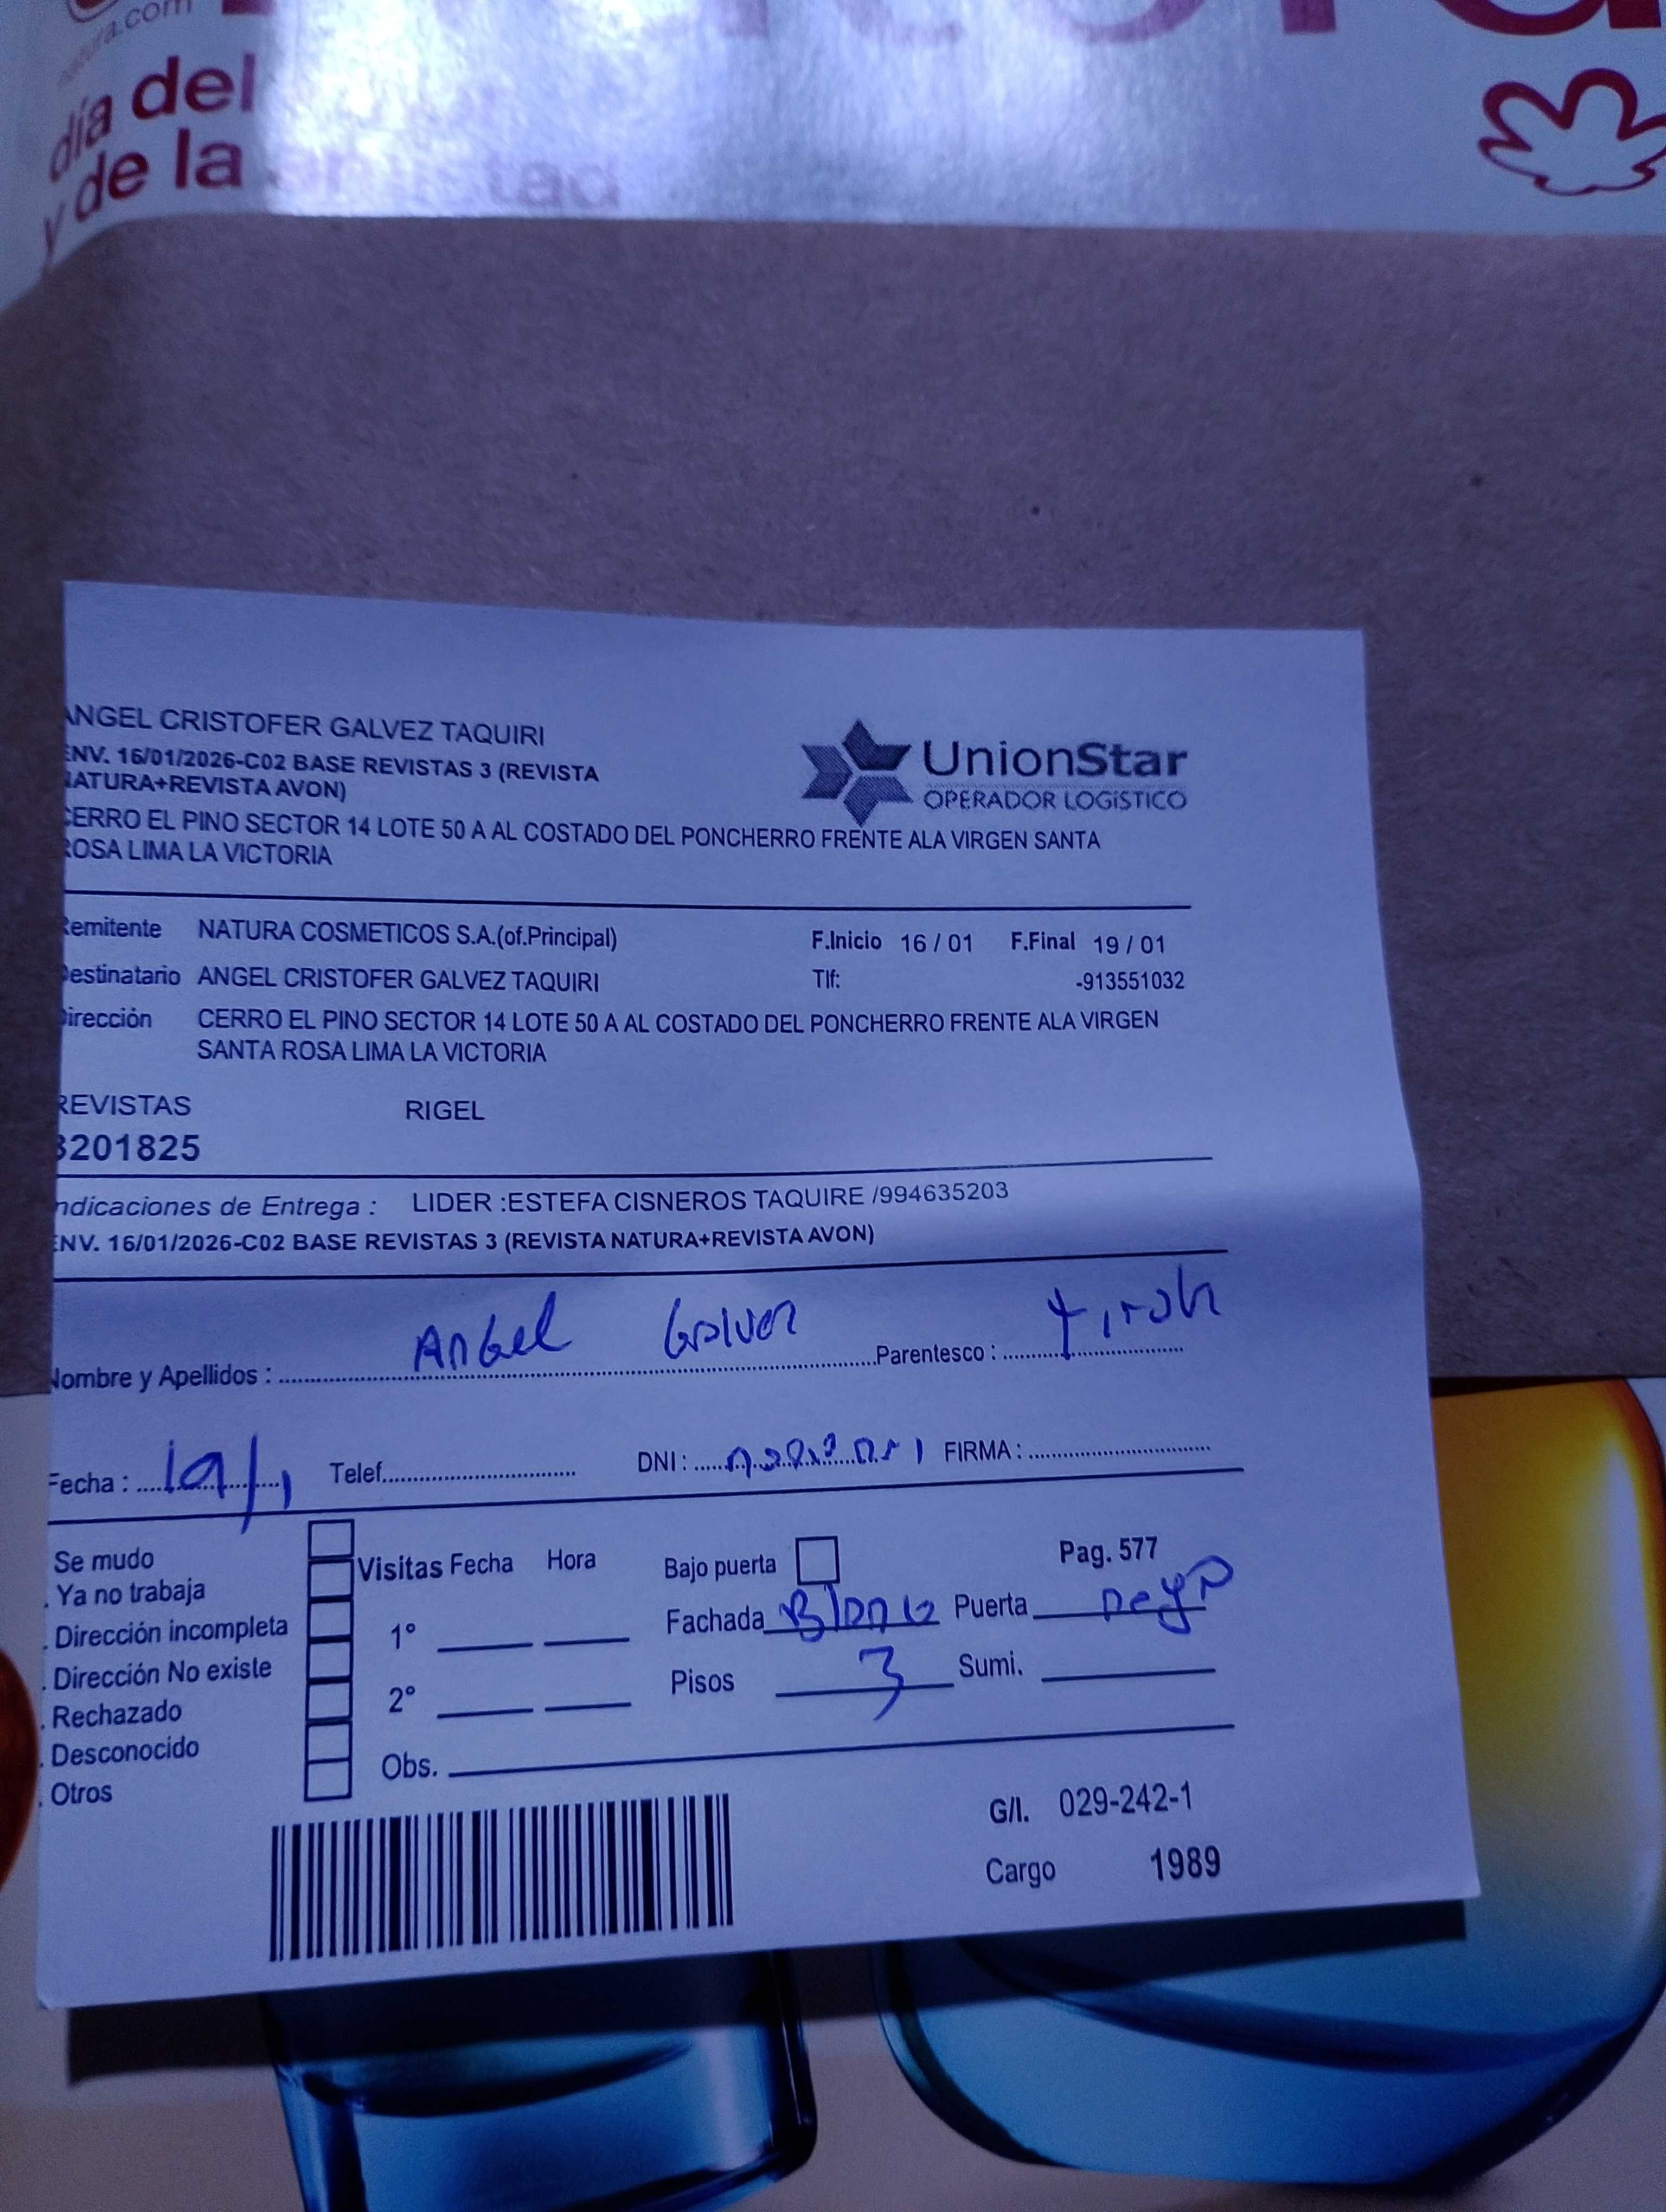 natura.com
día del
y de la amistad
ANGEL CRISTOFER GALVEZ TAQUIRI
ENV. 16/01/2026-C02 BASE REVISTAS 3 (REVISTA
NATURA+REVISTA AVON)
UnionStar
OPERADOR LOGíSTICO
CERRO EL PINO SECTOR 14 LOTE 50 A AL COSTADO DEL PONCHERRO FRENTE ALA VIRGEN SANTA
ROSA LIMA LA VICTORIA
Remitente NATURA COSMETICOS S.A.(of.Principal) F.Inicio 16 / 01 F.Final 19 / 01
Destinatario ANGEL CRISTOFER GALVEZ TAQUIRI Tlf: -913551032
Dirección CERRO EL PINO SECTOR 14 LOTE 50 A AL COSTADO DEL PONCHERRO FRENTE ALA VIRGEN
SANTA ROSA LIMA LA VICTORIA
REVISTAS RIGEL
3201825
Indicaciones de Entrega : LIDER :ESTEFA CISNEROS TAQUIRE /994635203
ENV. 16/01/2026-C02 BASE REVISTAS 3 (REVISTA NATURA+REVISTA AVON)
Nombre y Apellidos : Angel Galvez Parentesco :
Fecha : 19/1 Telef. DNI : FIRMA :
Se mudo
Ya no trabaja
Dirección incompleta
Dirección No existe
Rechazado
Desconocido
Otros
Visitas Fecha Hora
1°
2°
Obs.
Bajo puerta Pag. 577
Fachada Blanco Puerta negro
Pisos 3 Sumi.
G/I. 029-242-1
Cargo 1989